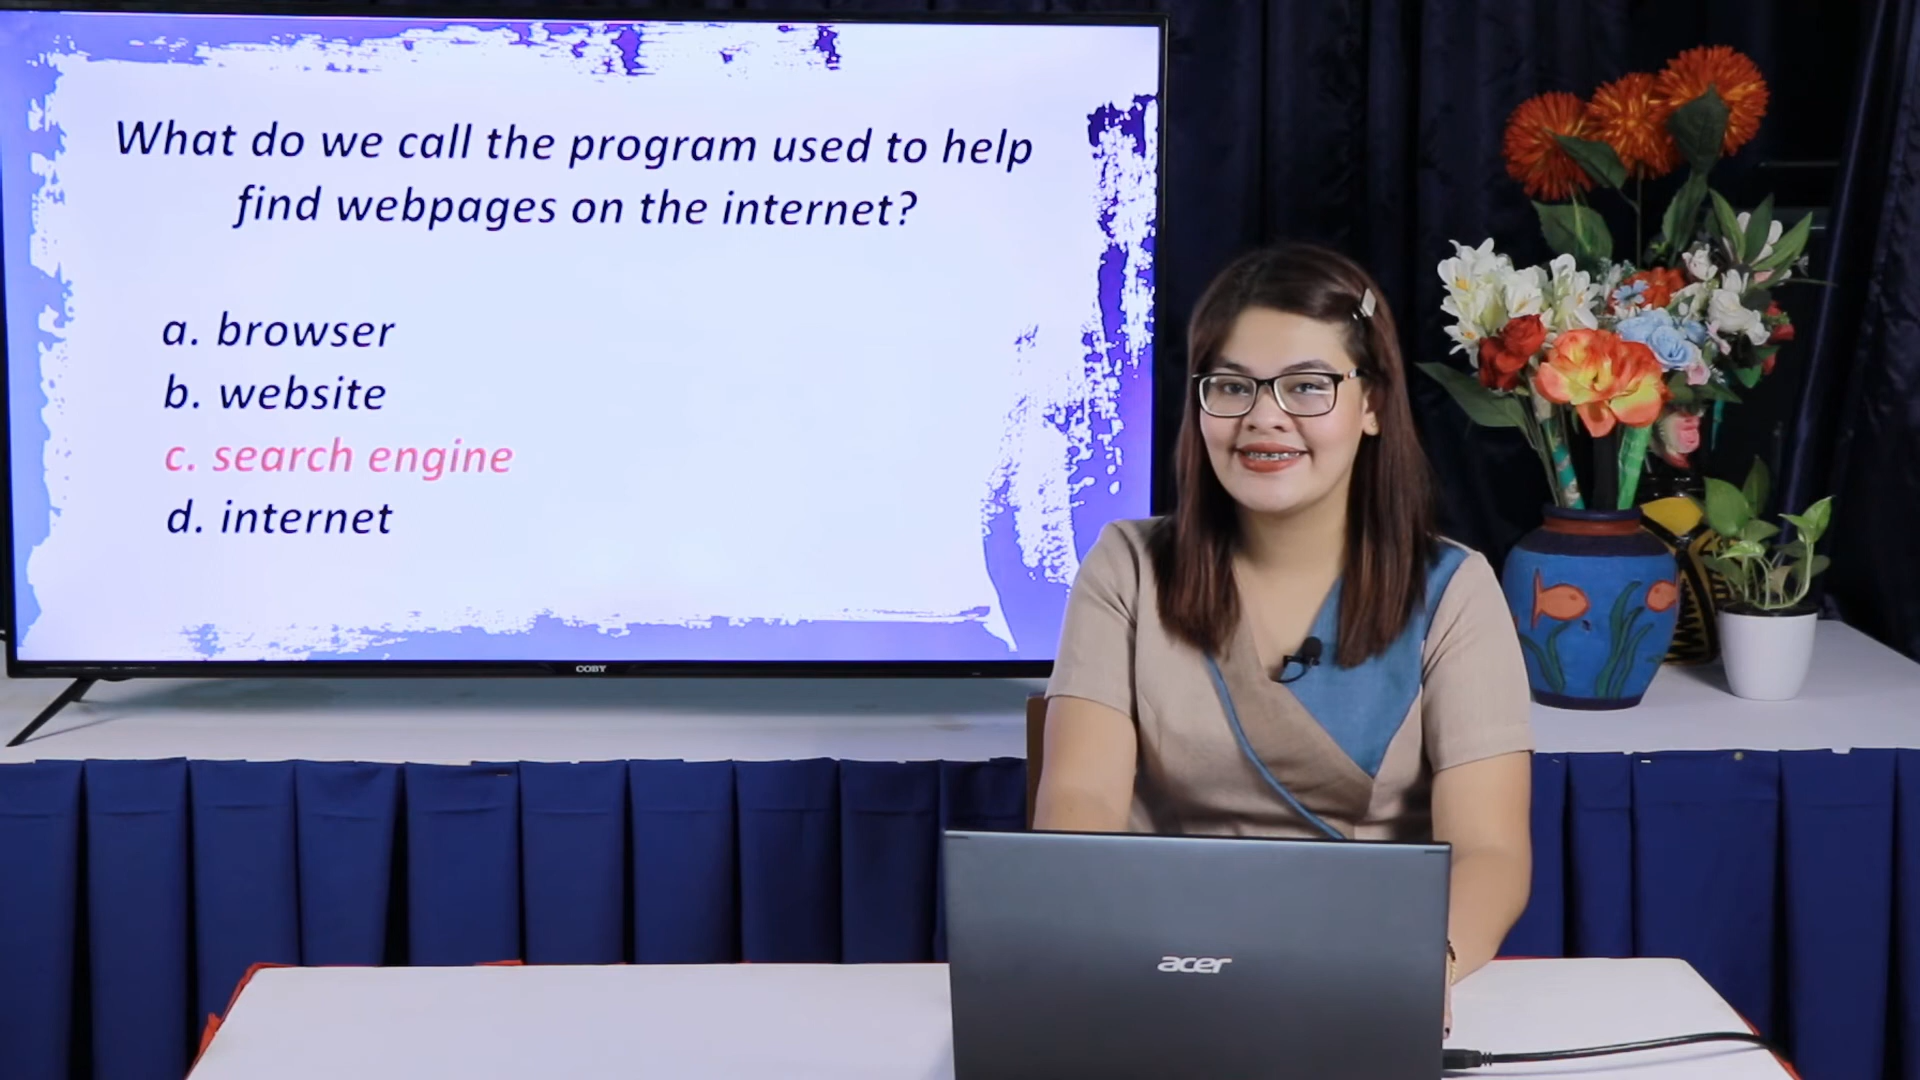 What do we call the program used to help
find webpages on the internet?
a. browser
b. website
c. search engine
d. internet
COBY
acer